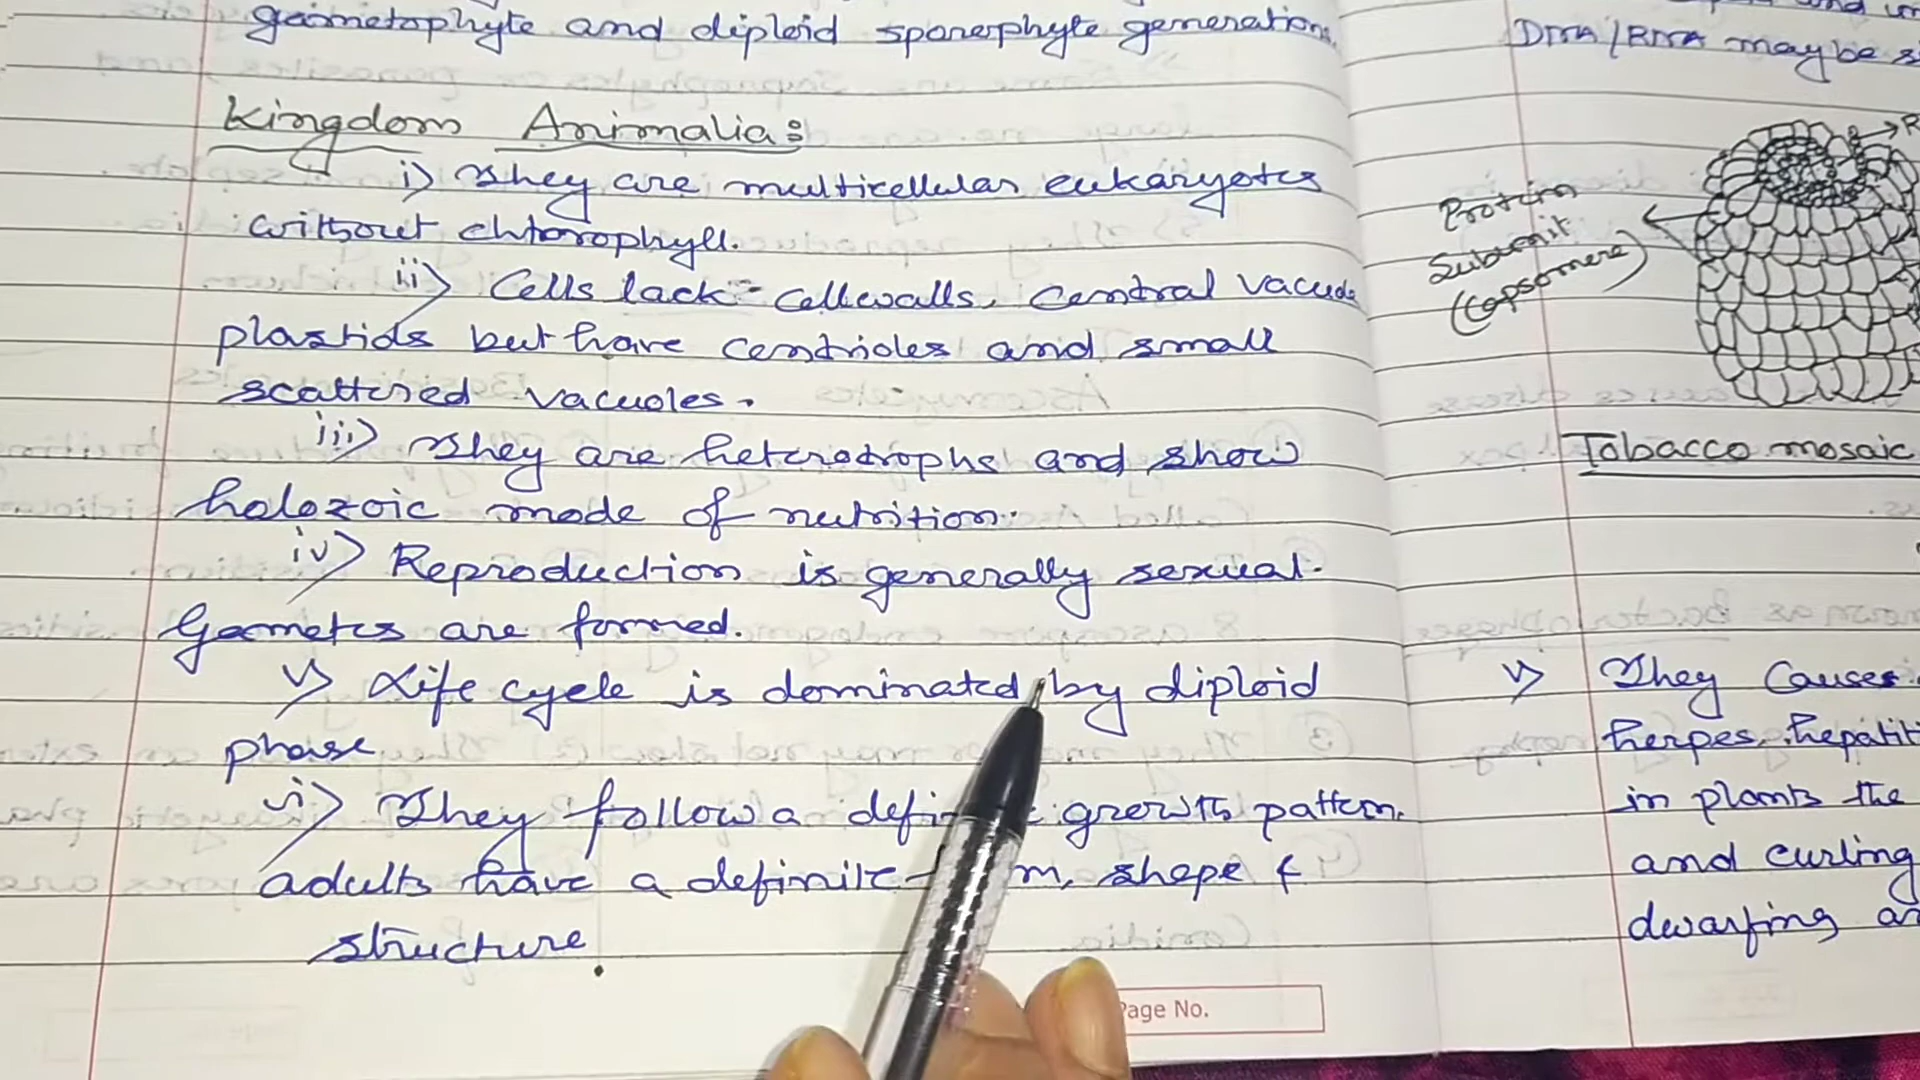 gametophyte and diploid sporophyte generation.
Kingdom Animalia:
i) They are multicellular eukaryotes
without chlorophyll.
ii) Cells lack cellwalls, central vacuole
plastids but have centrioles and small
scattered vacuoles.
iii) They are heterotrophs and show
holozoic mode of nutrition.
iv) Reproduction is generally sexual.
Gametes are formed.
v) Life cycle is dominated by diploid
phase
vi) They follow a growth pattern.
adults have a definite shape &
structure.
Page No.
DNA/RNA may be
Protein
Subunit
(capsomere)
Tobacco mosaic
v) They Causes
herpes, hepatit
in plants the
and curling
dwarfing